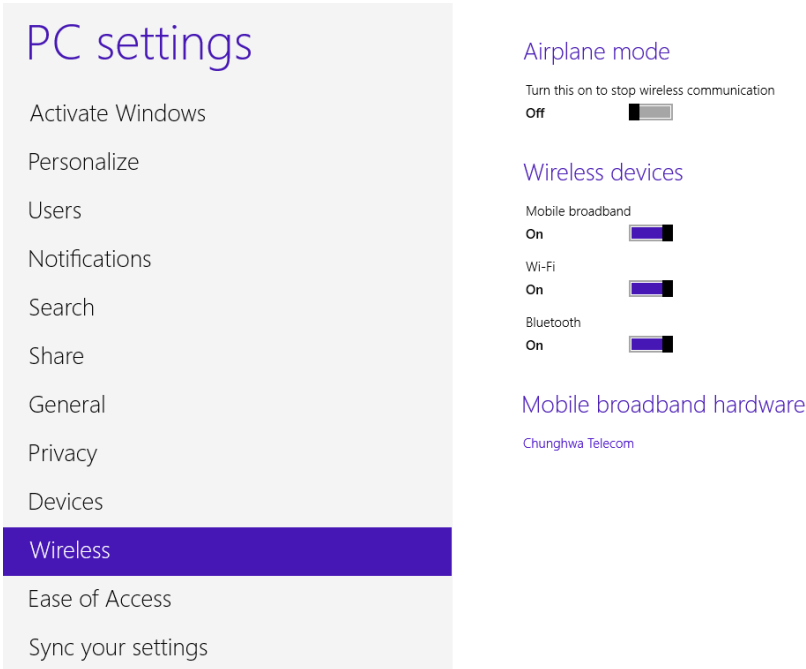 PC settings
Activate Windows
Personalize
Users
Notifications
Search
Share
General
Privacy
Devices
Wireless
Ease of Access
Sync your settings
Airplane mode
Turn this on to stop wireless communication
Off
Wireless devices
Mobile broadband
On
Wi-Fi
On
Bluetooth
On
Mobile broadband hardware
Chunghwa Telecom